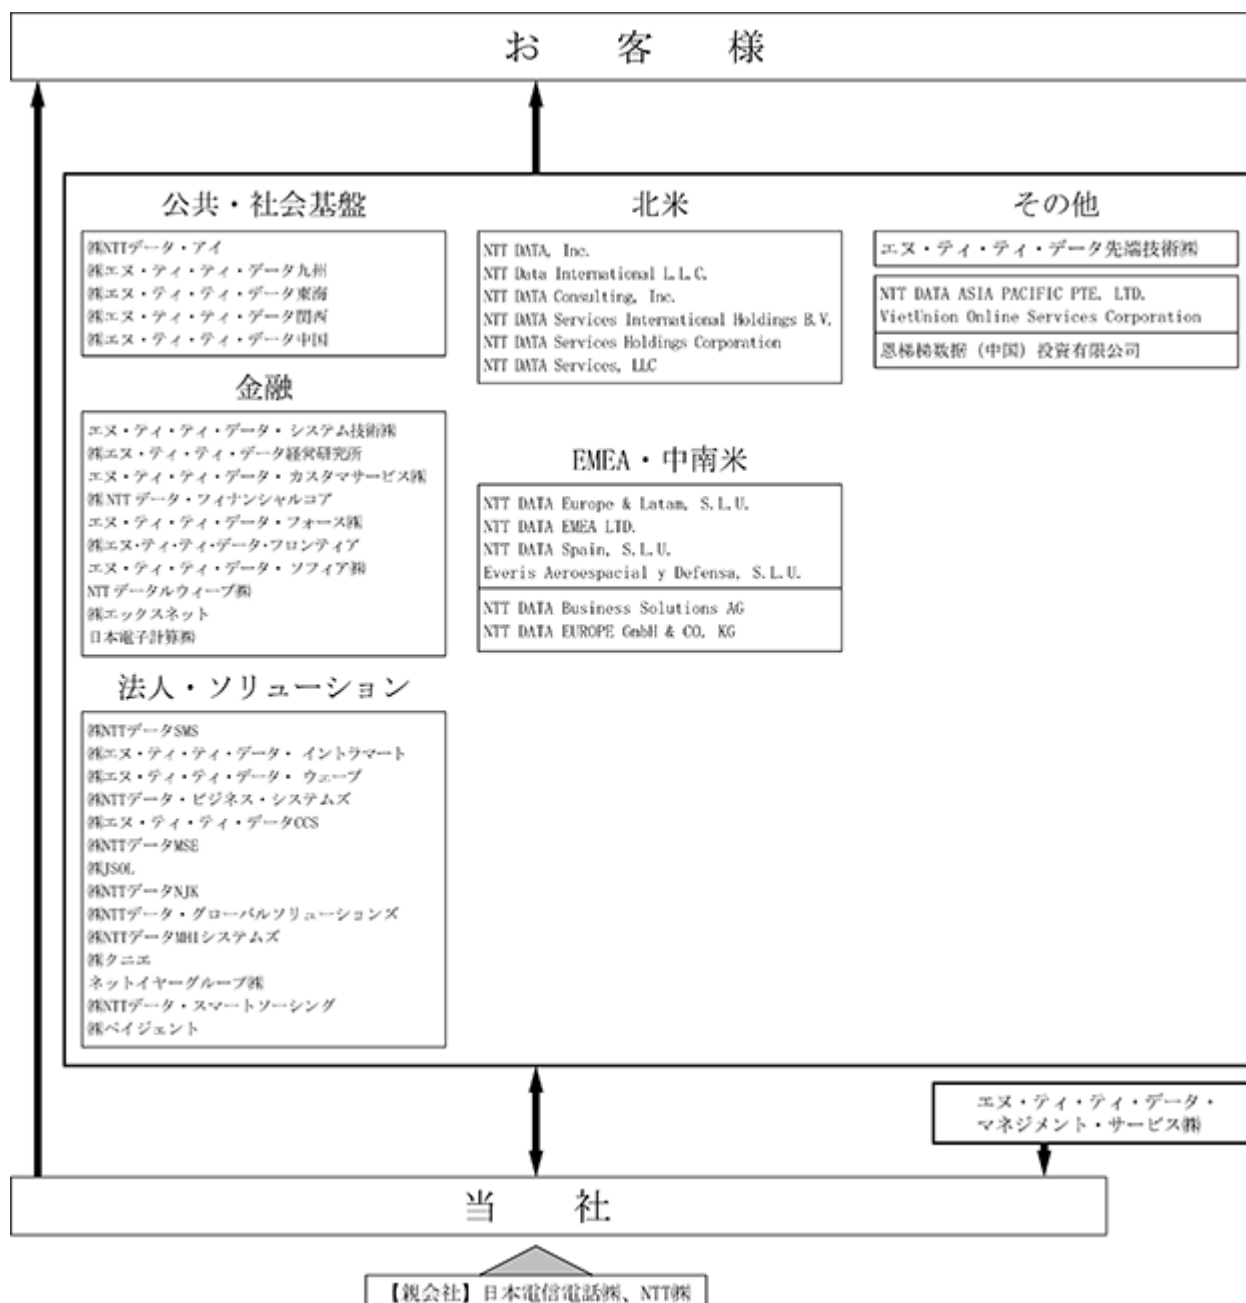 お 客 様
公共・社会基盤
㈱NTTデータ・アイ
㈱エヌ・ティ・ティ・データ九州
㈱エヌ・ティ・ティ・データ東海
㈱エヌ・ティ・ティ・データ関西
㈱エヌ・ティ・ティ・データ中国
金融
エヌ・ティ・ティ・データ・システム技術㈱
㈱エヌ・ティ・ティ・データ経営研究所
エヌ・ティ・ティ・データ・カスタマサービス㈱
㈱NTTデータ・フィナンシャルコア
エヌ・ティ・ティ・データ・フォース㈱
㈱エヌ・ティ・ティ・データ・フロンティア
エヌ・ティ・ティ・データ・ソフィア㈱
NTTデータルウィーブ㈱
㈱エックスネット
日本電子計算㈱
法人・ソリューション
㈱NTTデータSMS
㈱エヌ・ティ・ティ・データ・イントラマート
㈱エヌ・ティ・ティ・データ・ウェーブ
㈱NTTデータ・ビジネス・システムズ
㈱エヌ・ティ・ティ・データCCS
㈱NTTデータMSE
㈱JSOL
㈱NTTデータNJK
㈱NTTデータ・グローバルソリューションズ
㈱NTTデータMHIシステムズ
㈱クニエ
ネットイヤーグループ㈱
㈱NTTデータ・スマートソーシング
㈱ペイジェント
北米
NTT DATA, Inc.
NTT Data International L.L.C.
NTT DATA Consulting, Inc.
NTT DATA Services International Holdings B.V.
NTT DATA Services Holdings Corporation
NTT DATA Services, LLC
EMEA・中南米
NTT DATA Europe & Latam, S.L.U.
NTT DATA EMEA LTD.
NTT DATA Spain, S.L.U.
Everis Aeroespacial y Defensa, S.L.U.
NTT DATA Business Solutions AG
NTT DATA EUROPE GmbH & CO. KG
その他
エヌ・ティ・ティ・データ先端技術㈱
NTT DATA ASIA PACIFIC PTE. LTD.
VietUnion Online Services Corporation
恩梯梯数据（中国）投資有限公司
エヌ・ティ・ティ・データ・
マネジメント・サービス㈱
当 社
【親会社】日本電信電話㈱、NTT㈱